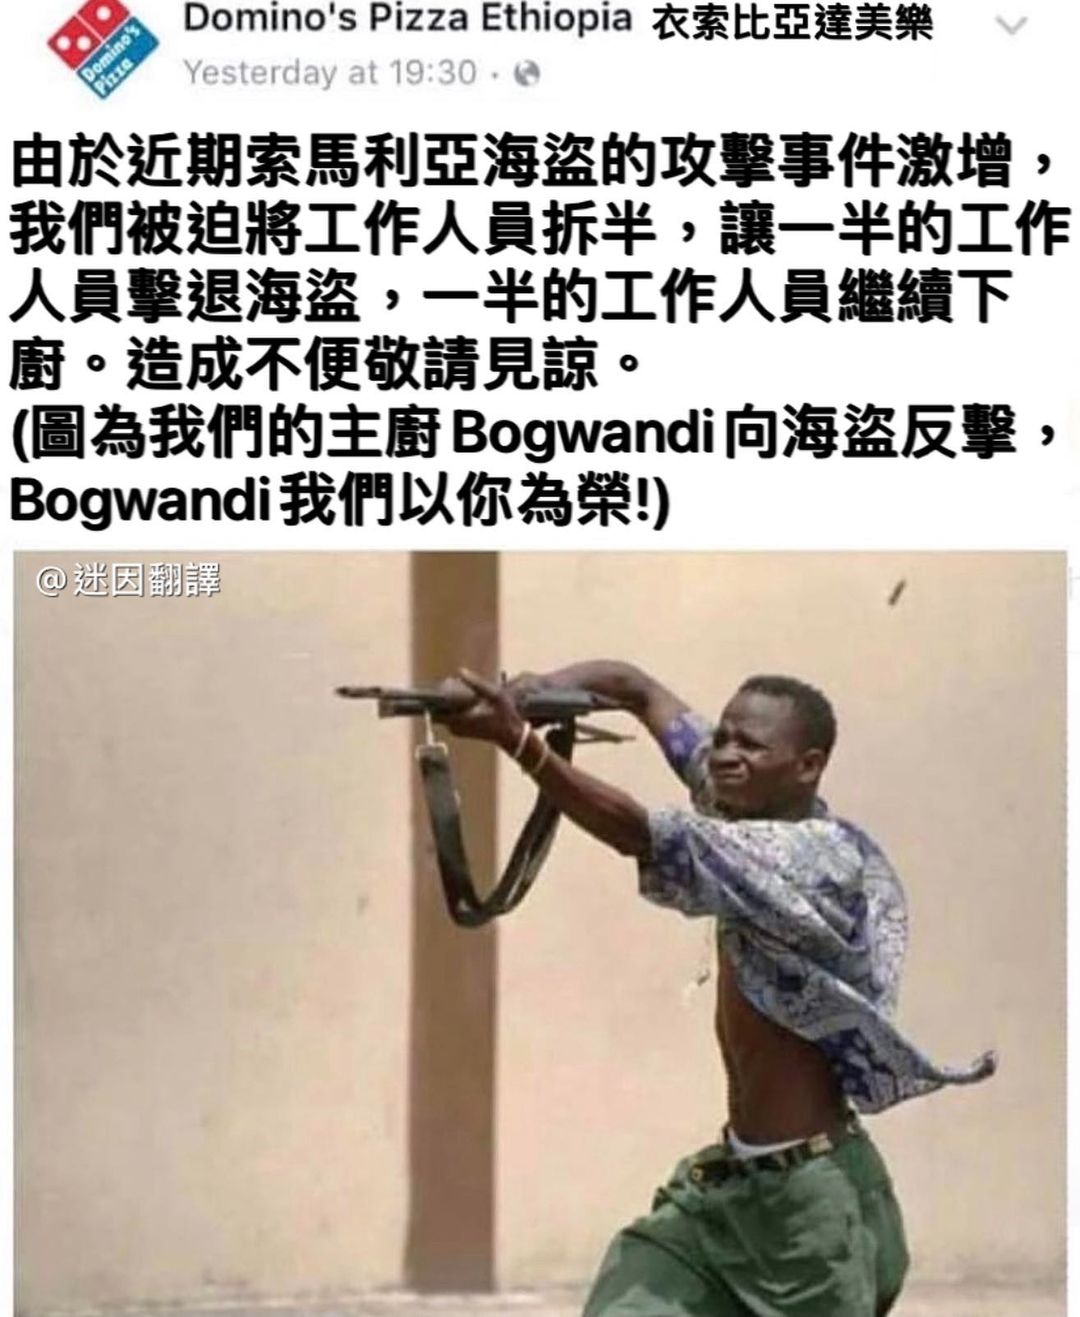 Domino's Pizza Ethiopia 衣索比亞達美樂
Yesterday at 19:30 ·
Domino's
Pizza
由於近期索馬利亞海盜的攻擊事件激增，
我們被迫將工作人員拆半，讓一半的工作
人員擊退海盜，一半的工作人員繼續下
廚。造成不便敬請見諒。
(圖為我們的主廚Bogwandi向海盜反擊，
Bogwandi我們以你為榮!)
@迷因翻譯